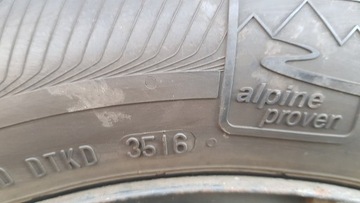 alpine
prover
DTKD 3516